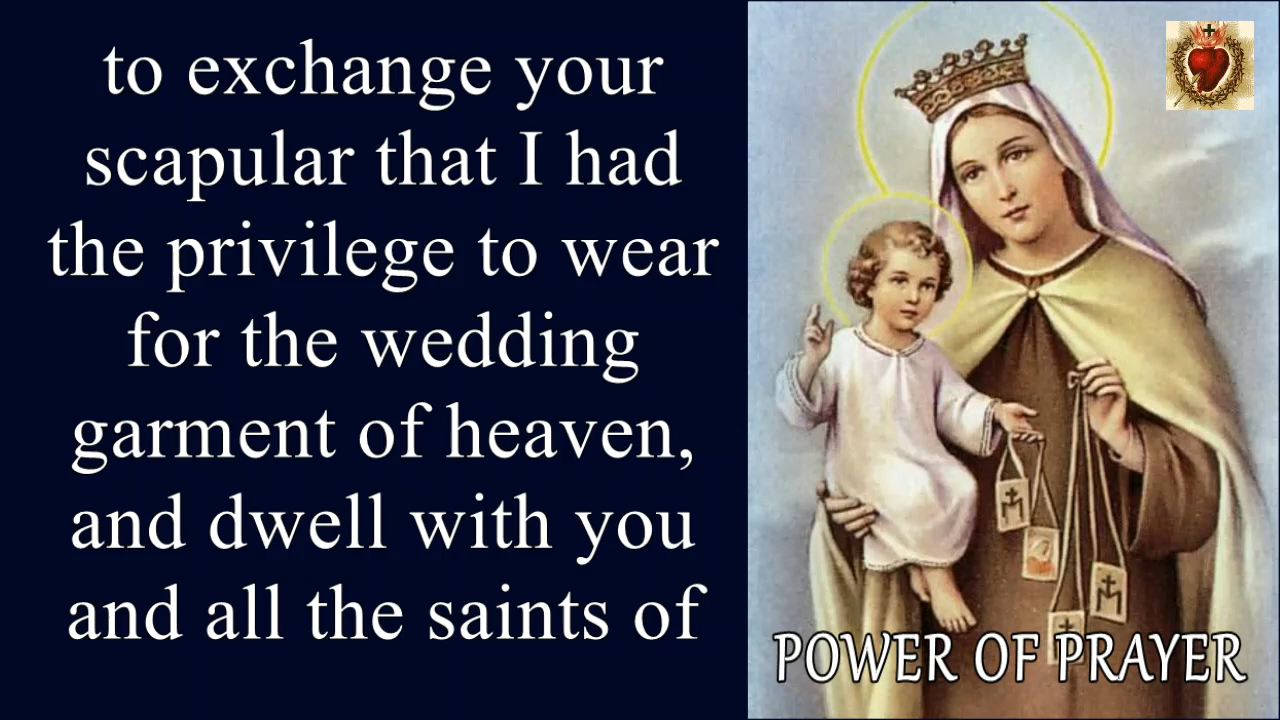 to exchange your
scapular that I had
the privilege to wear
for the wedding
garment of heaven,
and dwell with you
and all the saints of
POWER OF PRAYER